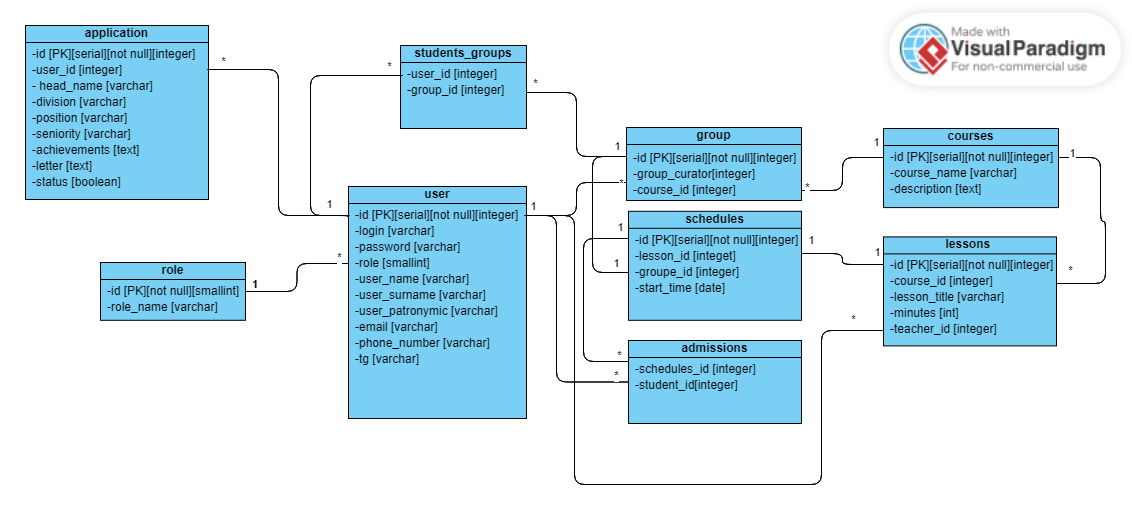 application
-id [PK][serial][not null][integer]
-user_id [integer]
- head_name [varchar]
-division [varchar]
-position [varchar]
-seniority [varchar]
-achievements [text]
-letter [text]
-status [boolean]
*
students_groups
-user_id [integer]
-group_id [integer]
*
*
Made with
Visual Paradigm
For non-commercial use
group
-id [PK][serial][not null][integer]
-group_curator[integer]
-course_id [integer]
1
*
*
courses
-id [PK][serial][not null][integer]
-course_name [varchar]
-description [text]
1
1
user
-id [PK][serial][not null][integer]
-login [varchar]
-password [varchar]
-role [smallint]
-user_name [varchar]
-user_surname [varchar]
-user_patronymic [varchar]
-email [varchar]
-phone_number [varchar]
-tg [varchar]
1
1
*
role
-id [PK][not null][smallint]
-role_name [varchar]
1
schedules
-id [PK][serial][not null][integer]
-lesson_id [integet]
-groupe_id [integer]
-start_time [date]
1
1
1
lessons
-id [PK][serial][not null][integer]
-course_id [integer]
-lesson_title [varchar]
-minutes [int]
-teacher_id [integer]
1
*
*
admissions
-schedules_id [integer]
-student_id[integer]
*
*